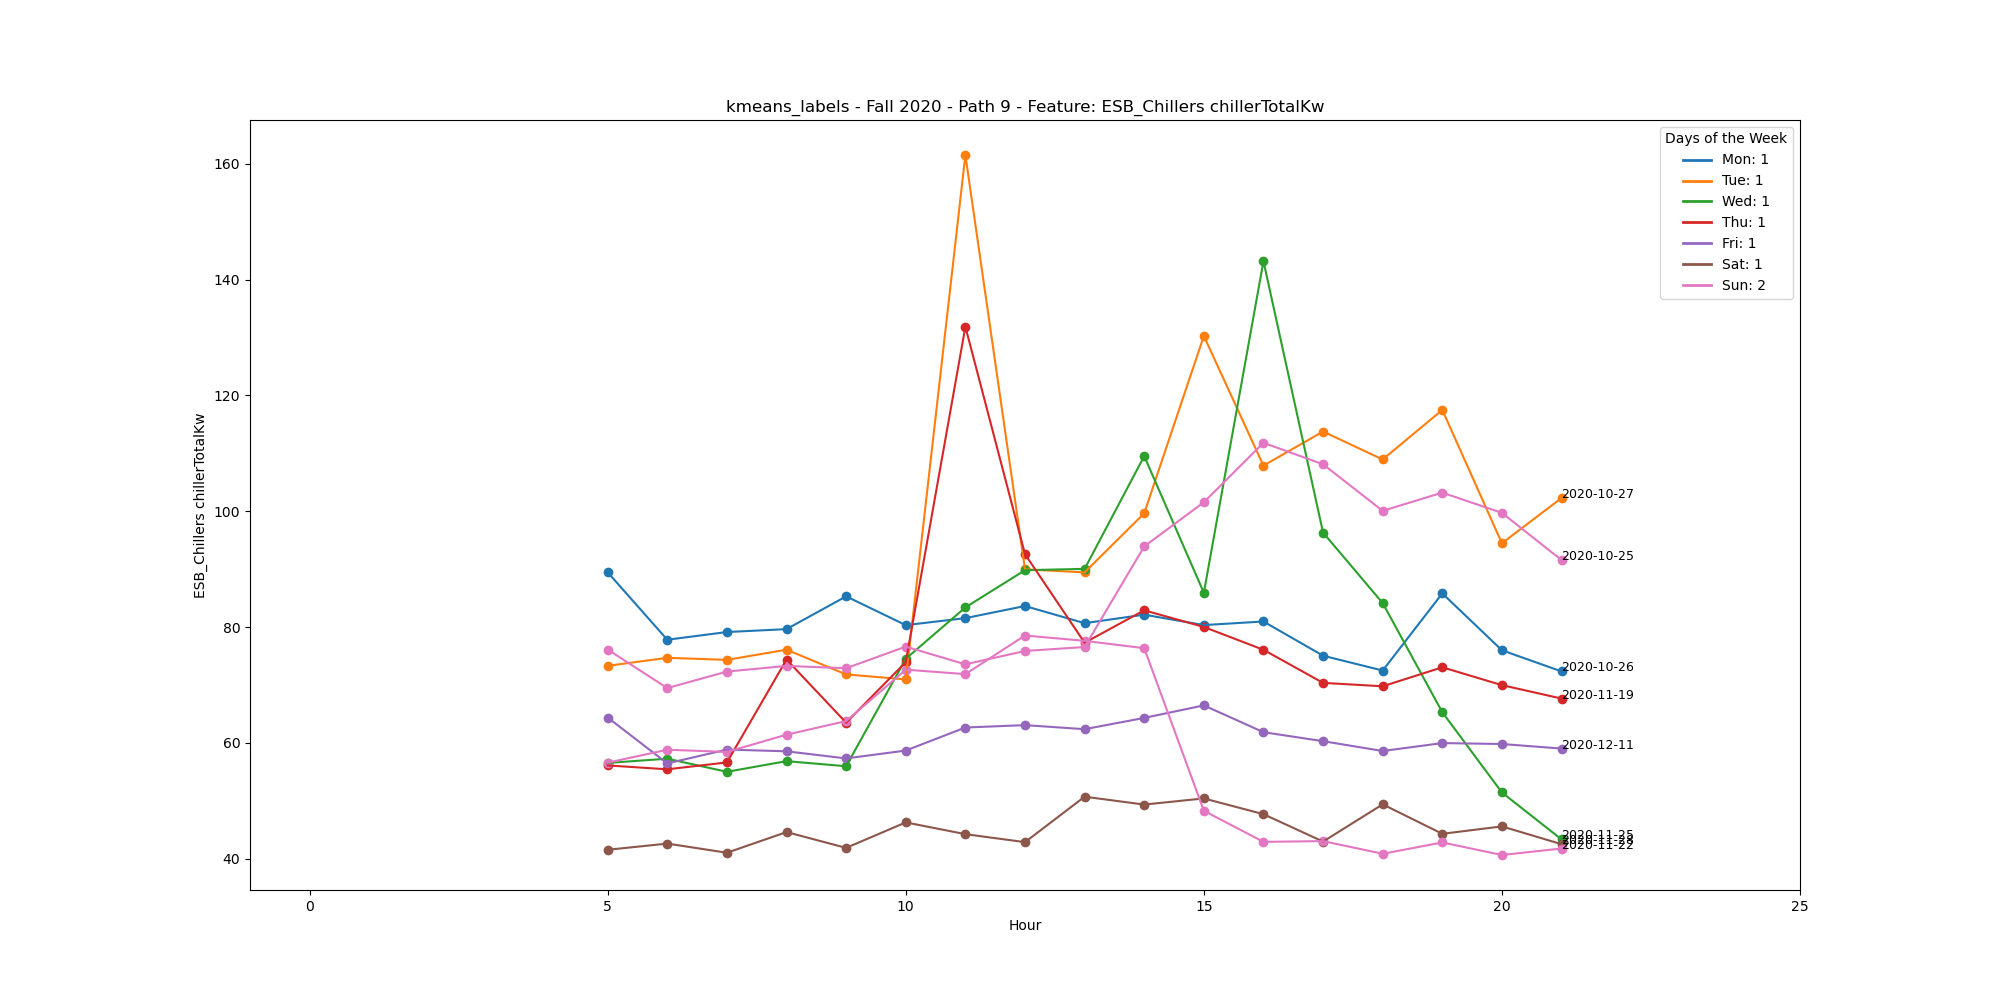 kmeans_labels - Fall 2020 - Path 9 - Feature: ESB_Chillers chillerTotalKw
Days of the Week
Mon: 1
Tue: 1
Wed: 1
Thu: 1
Fri: 1
Sat: 1
Sun: 2
160
140
120
100
80
60
40
ESB_Chillers chillerTotalKw
2020-10-27
2020-10-25
2020-10-26
2020-11-19
2020-12-11
2020-11-25
2020-11-28
2020-11-22
0
5
10
15
20
25
Hour